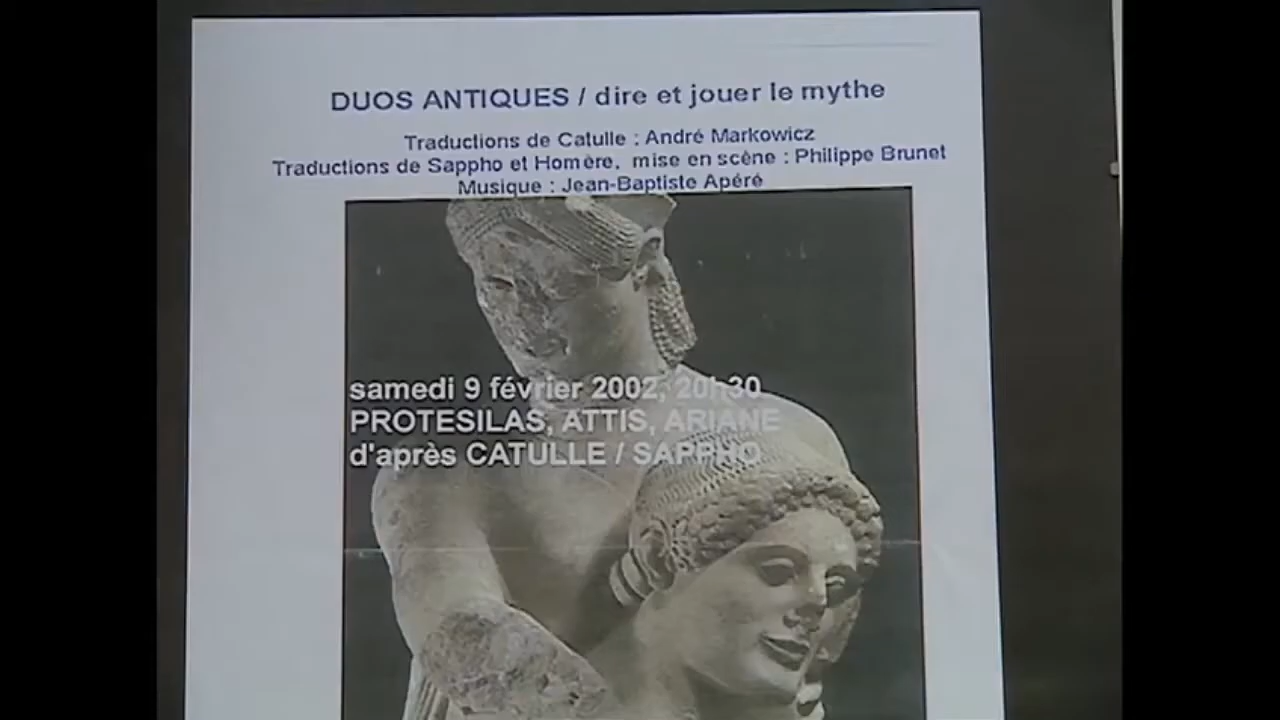 DUOS ANTIQUES / dire et jouer le mythe
Traductions de Catulle : André Markowicz
Traductions de Sappho et Homère, mise en scène : Philippe Brunet
Musique : Jean-Baptiste Apéré
samedi 9 février 2002, 20h30
PROTESILAS, ATTIS, ARIANE
d'après CATULLE / SAPPHO